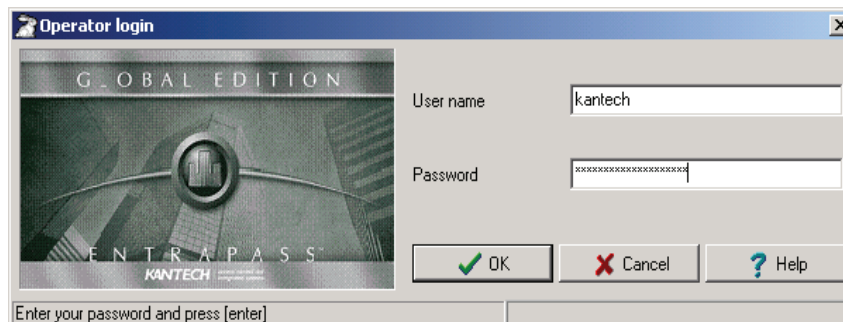 Operator login
G_OBAL EDITION
ENTRAPASS
KANTECH
User name
kantech
Password
xxxxxxxxxxxxxxxxxxxx
OK
Cancel
? Help
Enter your password and press [enter]